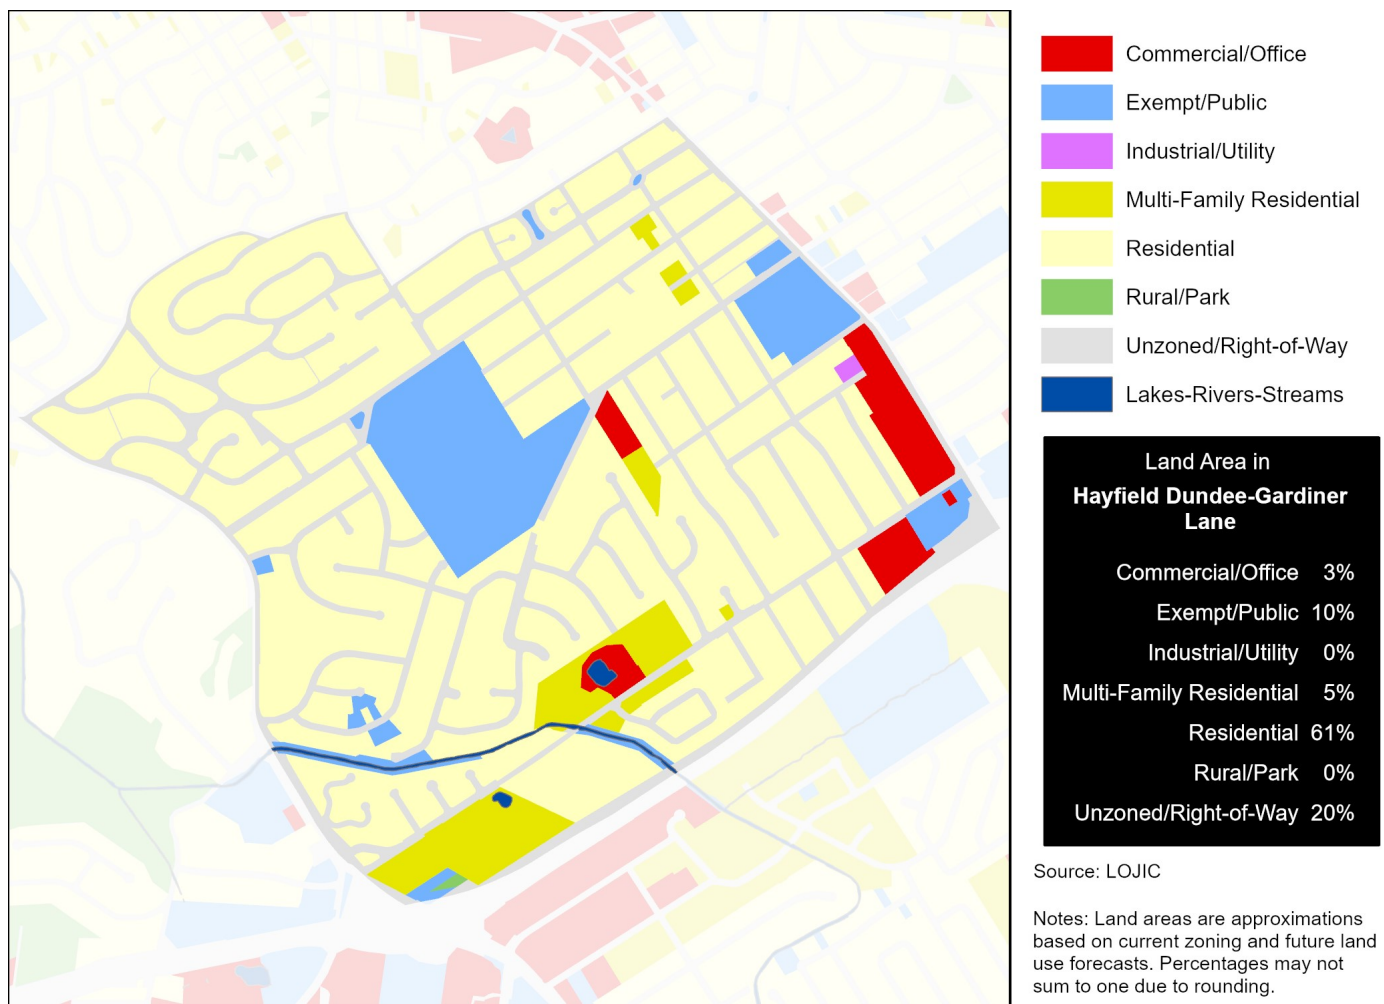 Commercial/Office
Exempt/Public
Industrial/Utility
Multi-Family Residential
Residential
Rural/Park
Unzoned/Right-of-Way
Lakes-Rivers-Streams
Land Area in
Hayfield Dundee-Gardiner
Lane
Commercial/Office 3%
Exempt/Public 10%
Industrial/Utility 0%
Multi-Family Residential 5%
Residential 61%
Rural/Park 0%
Unzoned/Right-of-Way 20%
Source: LOJIC
Notes: Land areas are approximations
based on current zoning and future land
use forecasts. Percentages may not
sum to one due to rounding.